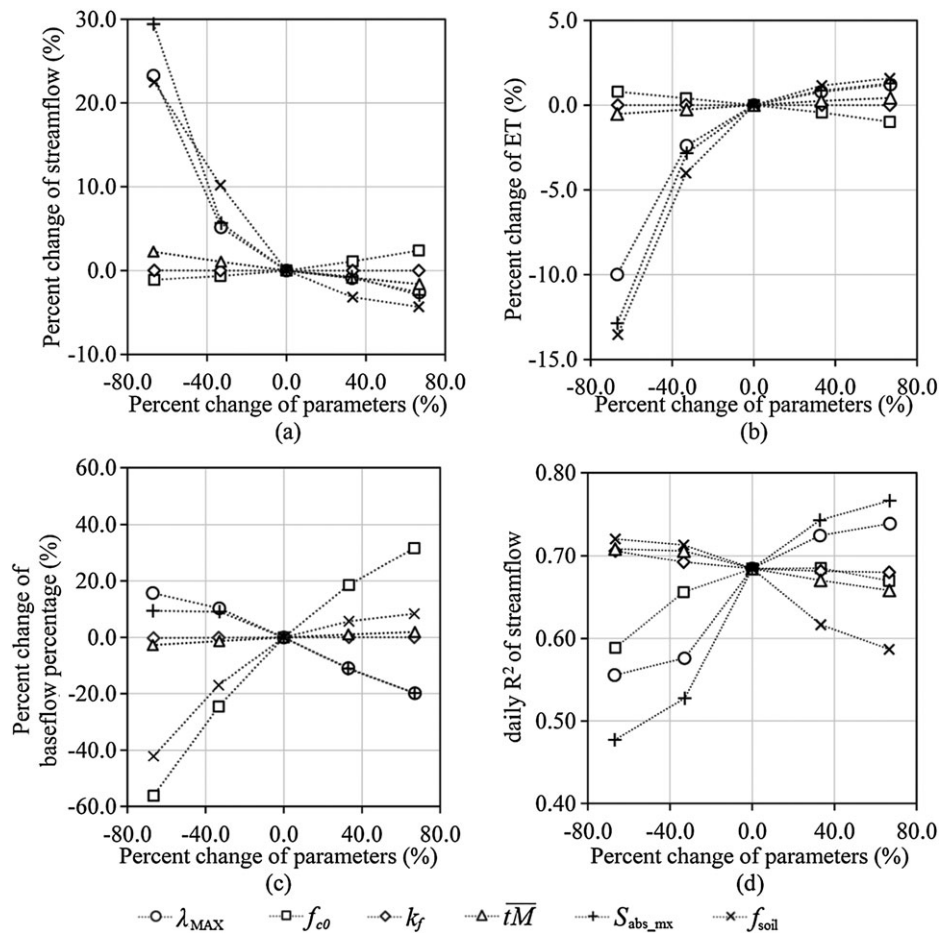 30.0
20.0
10.0
0.0
-10.0
-80.0 -40.0 0.0 40.0 80.0
Percent change of streamflow (%)
Percent change of parameters (%)
(a)
5.0
0.0
-5.0
-10.0
-15.0
-80.0 -40.0 0.0 40.0 80.0
Percent change of ET (%)
Percent change of parameters (%)
(b)
60.0
40.0
20.0
0.0
-20.0
-40.0
-60.0
-80.0 -40.0 0.0 40.0 80.0
Percent change of
baseflow percentage (%)
Percent change of parameters (%)
(c)
0.80
0.70
0.60
0.50
0.40
-80.0 -40.0 0.0 40.0 80.0
daily R² of streamflow
Percent change of parameters (%)
(d)
λMAX fc0 kf t̅M̅ Sabs_mx fsoil